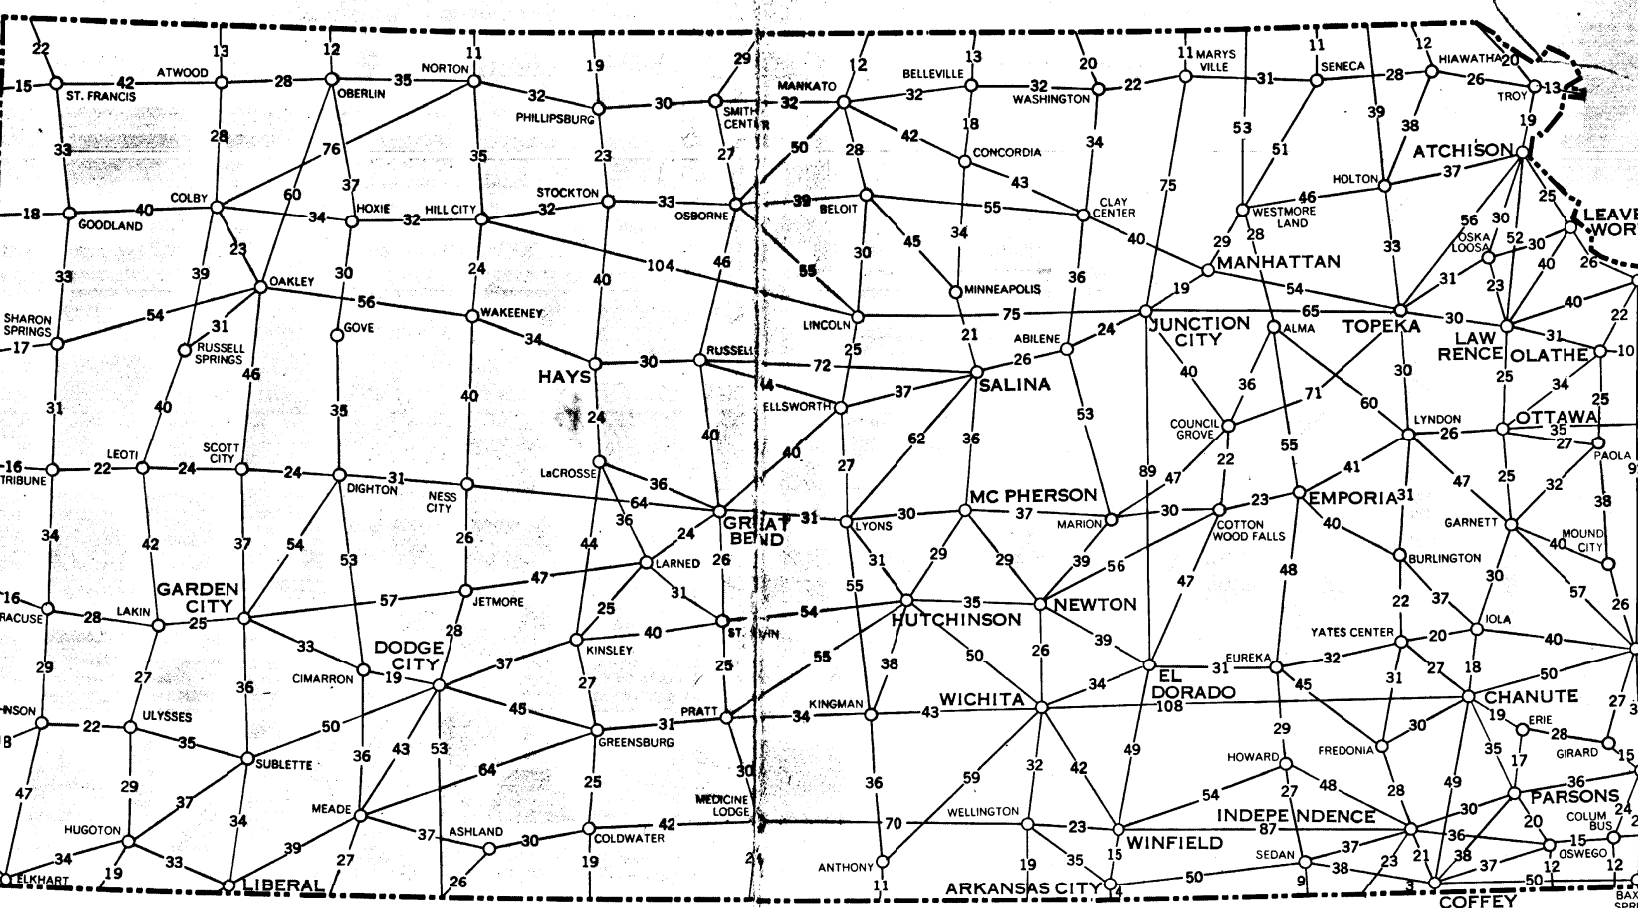 22
13
12
11
19
29
12
13
20
11
MARYS
VILLE
11
12
HIAWATHA
20
15
ST. FRANCIS
42
ATWOOD
28
OBERLIN
35
NORTON
32
PHILLIPSBURG
30
SMITH
CENTER
32
MANKATO
32
BELLEVILLE
32
WASHINGTON
22
31
SENECA
28
26
TROY
13
33
28
76
60
37
35
23
27
50
28
42
18
CONCORDIA
43
34
75
53
51
39
38
19
ATCHISON
37
HOLTON
46
18
GOODLAND
40
COLBY
34
HOXIE
32
HILL CITY
32
STOCKTON
33
OSBORNE
39
BELOIT
55
CLAY
CENTER
40
WESTMORE
LAND
29
28
33
56
30
52
25
OSKA
LOOSA
30
40
26
33
39
23
OAKLEY
30
24
104
40
46
55
30
45
34
MINNEAPOLIS
36
19
MANHATTAN
54
31
23
40
22
SHARON
SPRINGS
17
54
31
RUSSELL
SPRINGS
56
GOVE
WAKEENEY
34
HAYS
30
RUSSELL
72
LINCOLN
75
25
21
ABILENE
26
24
JUNCTION
CITY
65
ALMA
TOPEKA
30
LAW
RENCE
31
OLATHE
10
31
40
46
35
40
24
40
ELLSWORTH
37
SALINA
62
36
53
40
36
COUNCIL
GROVE
71
60
30
25
34
25
16
TRIBUNE
22
LEOTI
24
SCOTT
CITY
24
DIGHTON
31
NESS
CITY
64
LaCROSSE
36
40
27
89
47
22
55
41
LYNDON
26
OTTAWA
35
27
PAOLA
34
42
37
54
53
26
44
36
24
GREAT
BEND
31
LYONS
30
MC PHERSON
37
MARION
30
COTTON
WOOD FALLS
23
EMPORIA
31
47
25
32
38
GARNETT
40
MOUND
CITY
16
28
LAKIN
25
GARDEN
CITY
57
JETMORE
47
LARNED
25
31
26
54
55
31
29
29
39
56
47
48
40
BURLINGTON
22
37
30
57
26
29
27
36
33
DODGE
CITY
CIMARRON
19
28
37
KINSLEY
40
27
25
55
HUTCHINSON
35
NEWTON
38
50
26
39
EL
DORADO
31
EUREKA
32
YATES CENTER
20
IOLA
40
27
18
50
22
ULYSSES
35
SUBLETTE
50
45
GREENSBURG
31
PRATT
34
KINGMAN
43
WICHITA
34
108
45
31
CHANUTE
19
ERIE
28
GIRARD
27
15
47
29
37
34
36
43
53
64
25
30
36
59
32
42
49
29
HOWARD
FREDONIA
30
28
49
35
17
36
PARSONS
HUGOTON
MEADE
37
ASHLAND
30
COLDWATER
42
MEDICINE
LODGE
70
WELLINGTON
23
WINFIELD
54
87
27
48
INDEPENDENCE
30
36
20
COLUM
BUS
24
15
OSWEGO
ELKHART
34
19
33
LIBERAL
39
27
26
19
ANTHONY
11
19
35
15
ARKANSAS CITY
50
SEDAN
37
38
9
23
21
38
37
3
50
12
12
COFFEY